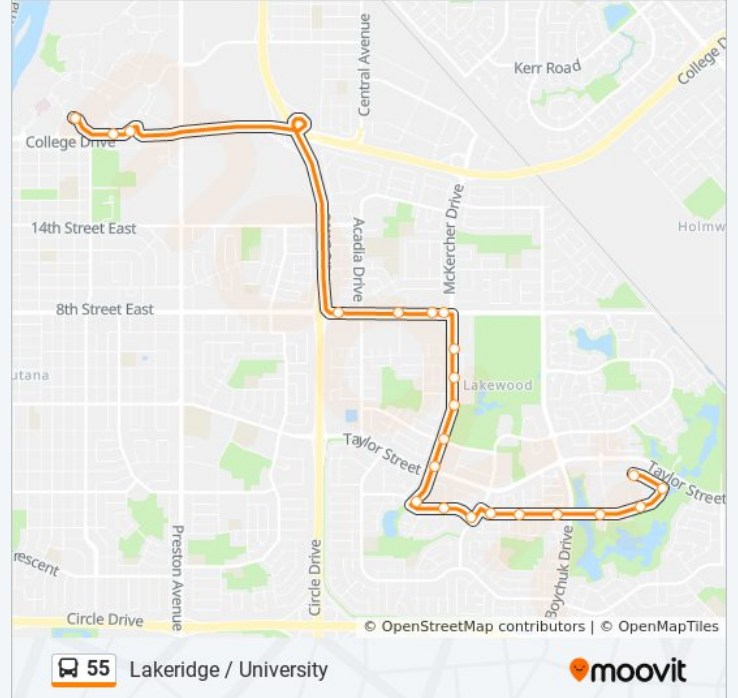 Central Avenue
Kerr Road
College D
College Drive
14th Street East
Acadia Drive
McKercher Drive
Holmw
8th Street East
utana
Lakewood
Taylor Street
Taylor Street
Preston Avenue
Circle Drive
Boychuk Drive
rescent
Circle Drive
© OpenStreetMap contributors | © OpenMapTiles
55 Lakeridge / University
moovit